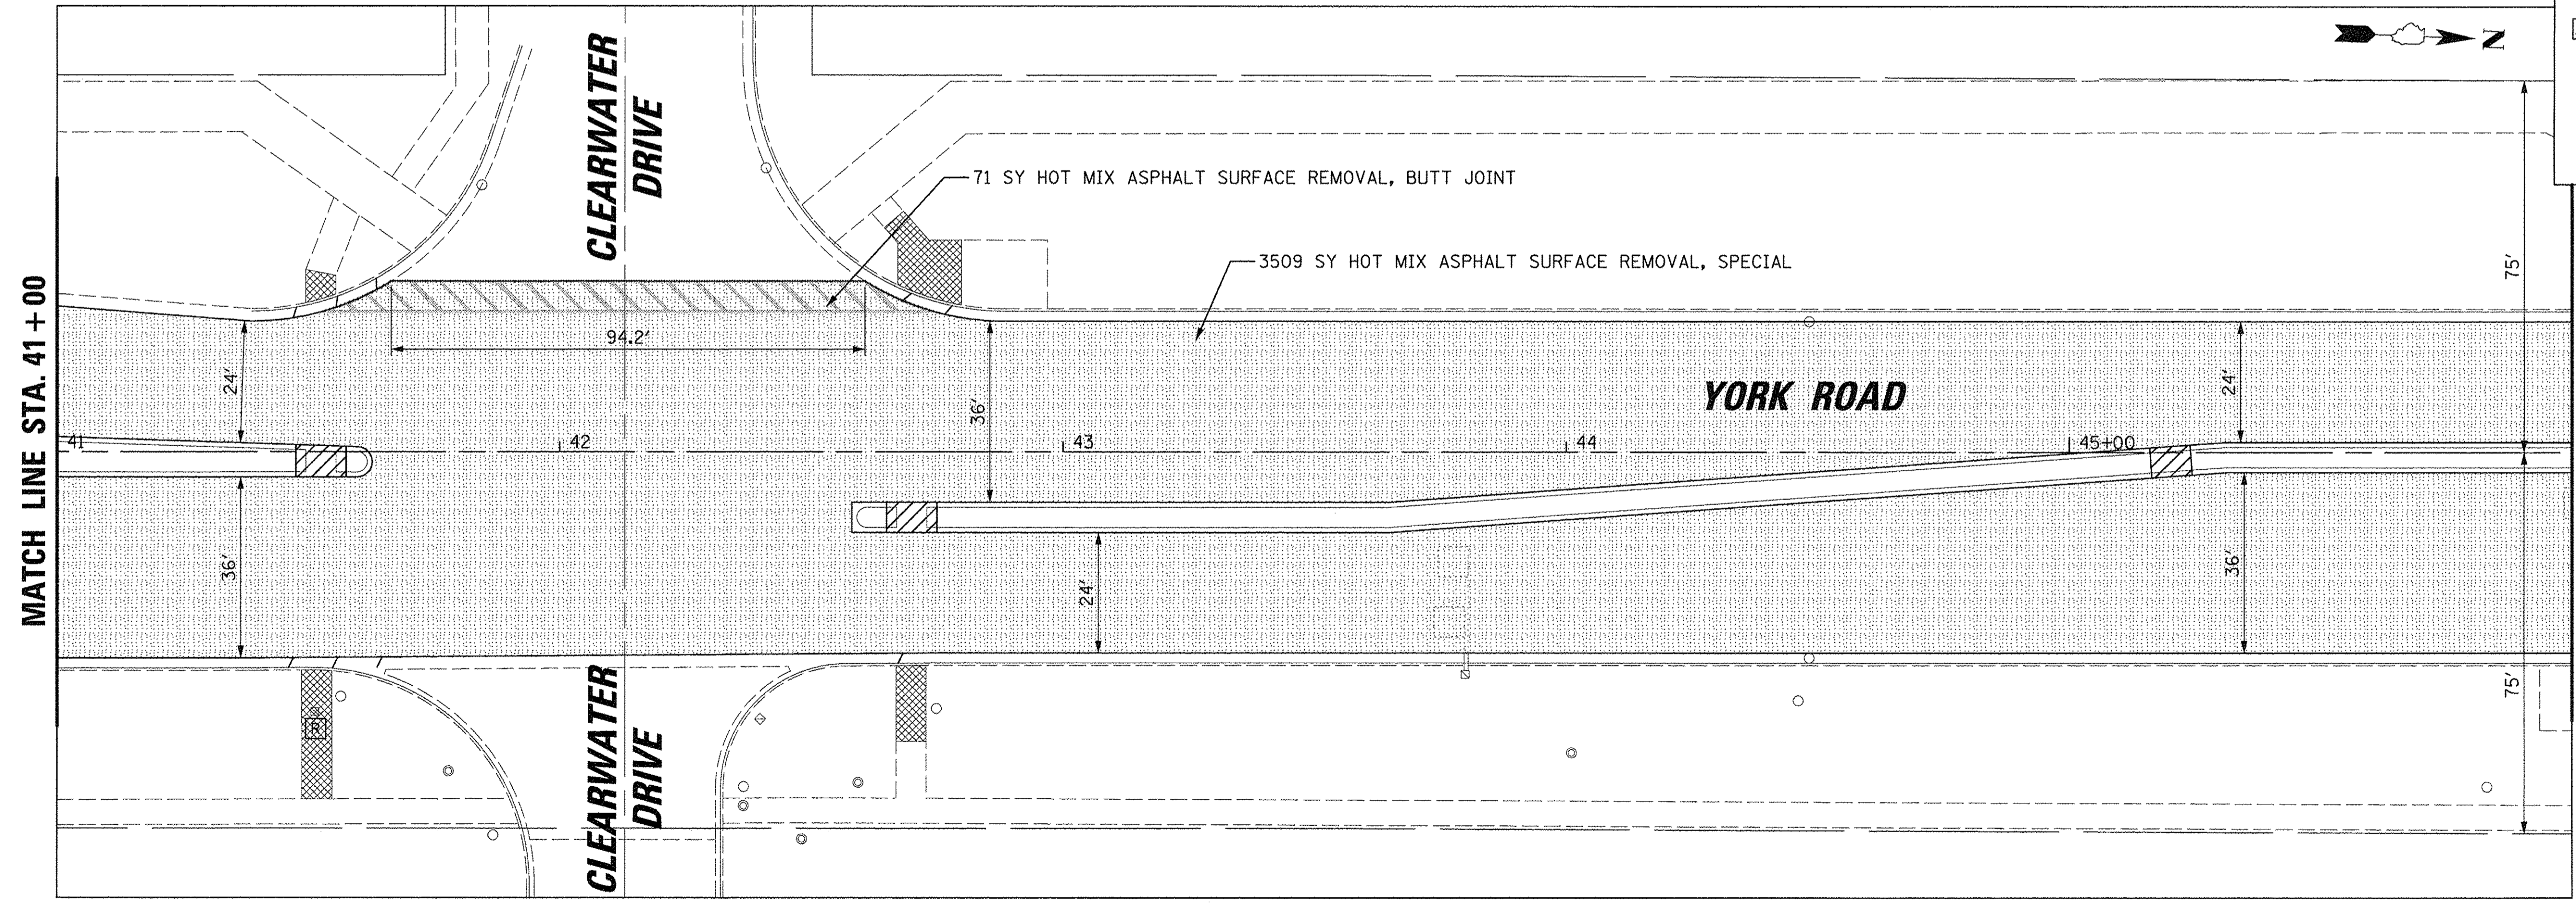 N
CLEARWATER
DRIVE
71 SY HOT MIX ASPHALT SURFACE REMOVAL, BUTT JOINT
3509 SY HOT MIX ASPHALT SURFACE REMOVAL, SPECIAL
75'
MATCH LINE STA. 41+00
94.2'
24'
36'
YORK ROAD
24'
41
42
43
44
45+00
36'
24'
36'
75'
CLEARWATER
DRIVE
R